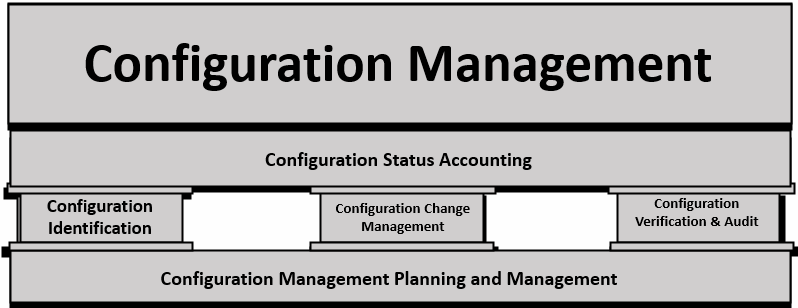 Configuration Management
Configuration Status Accounting
Configuration
Identification
Configuration Change
Management
Configuration
Verification & Audit
Configuration Management Planning and Management